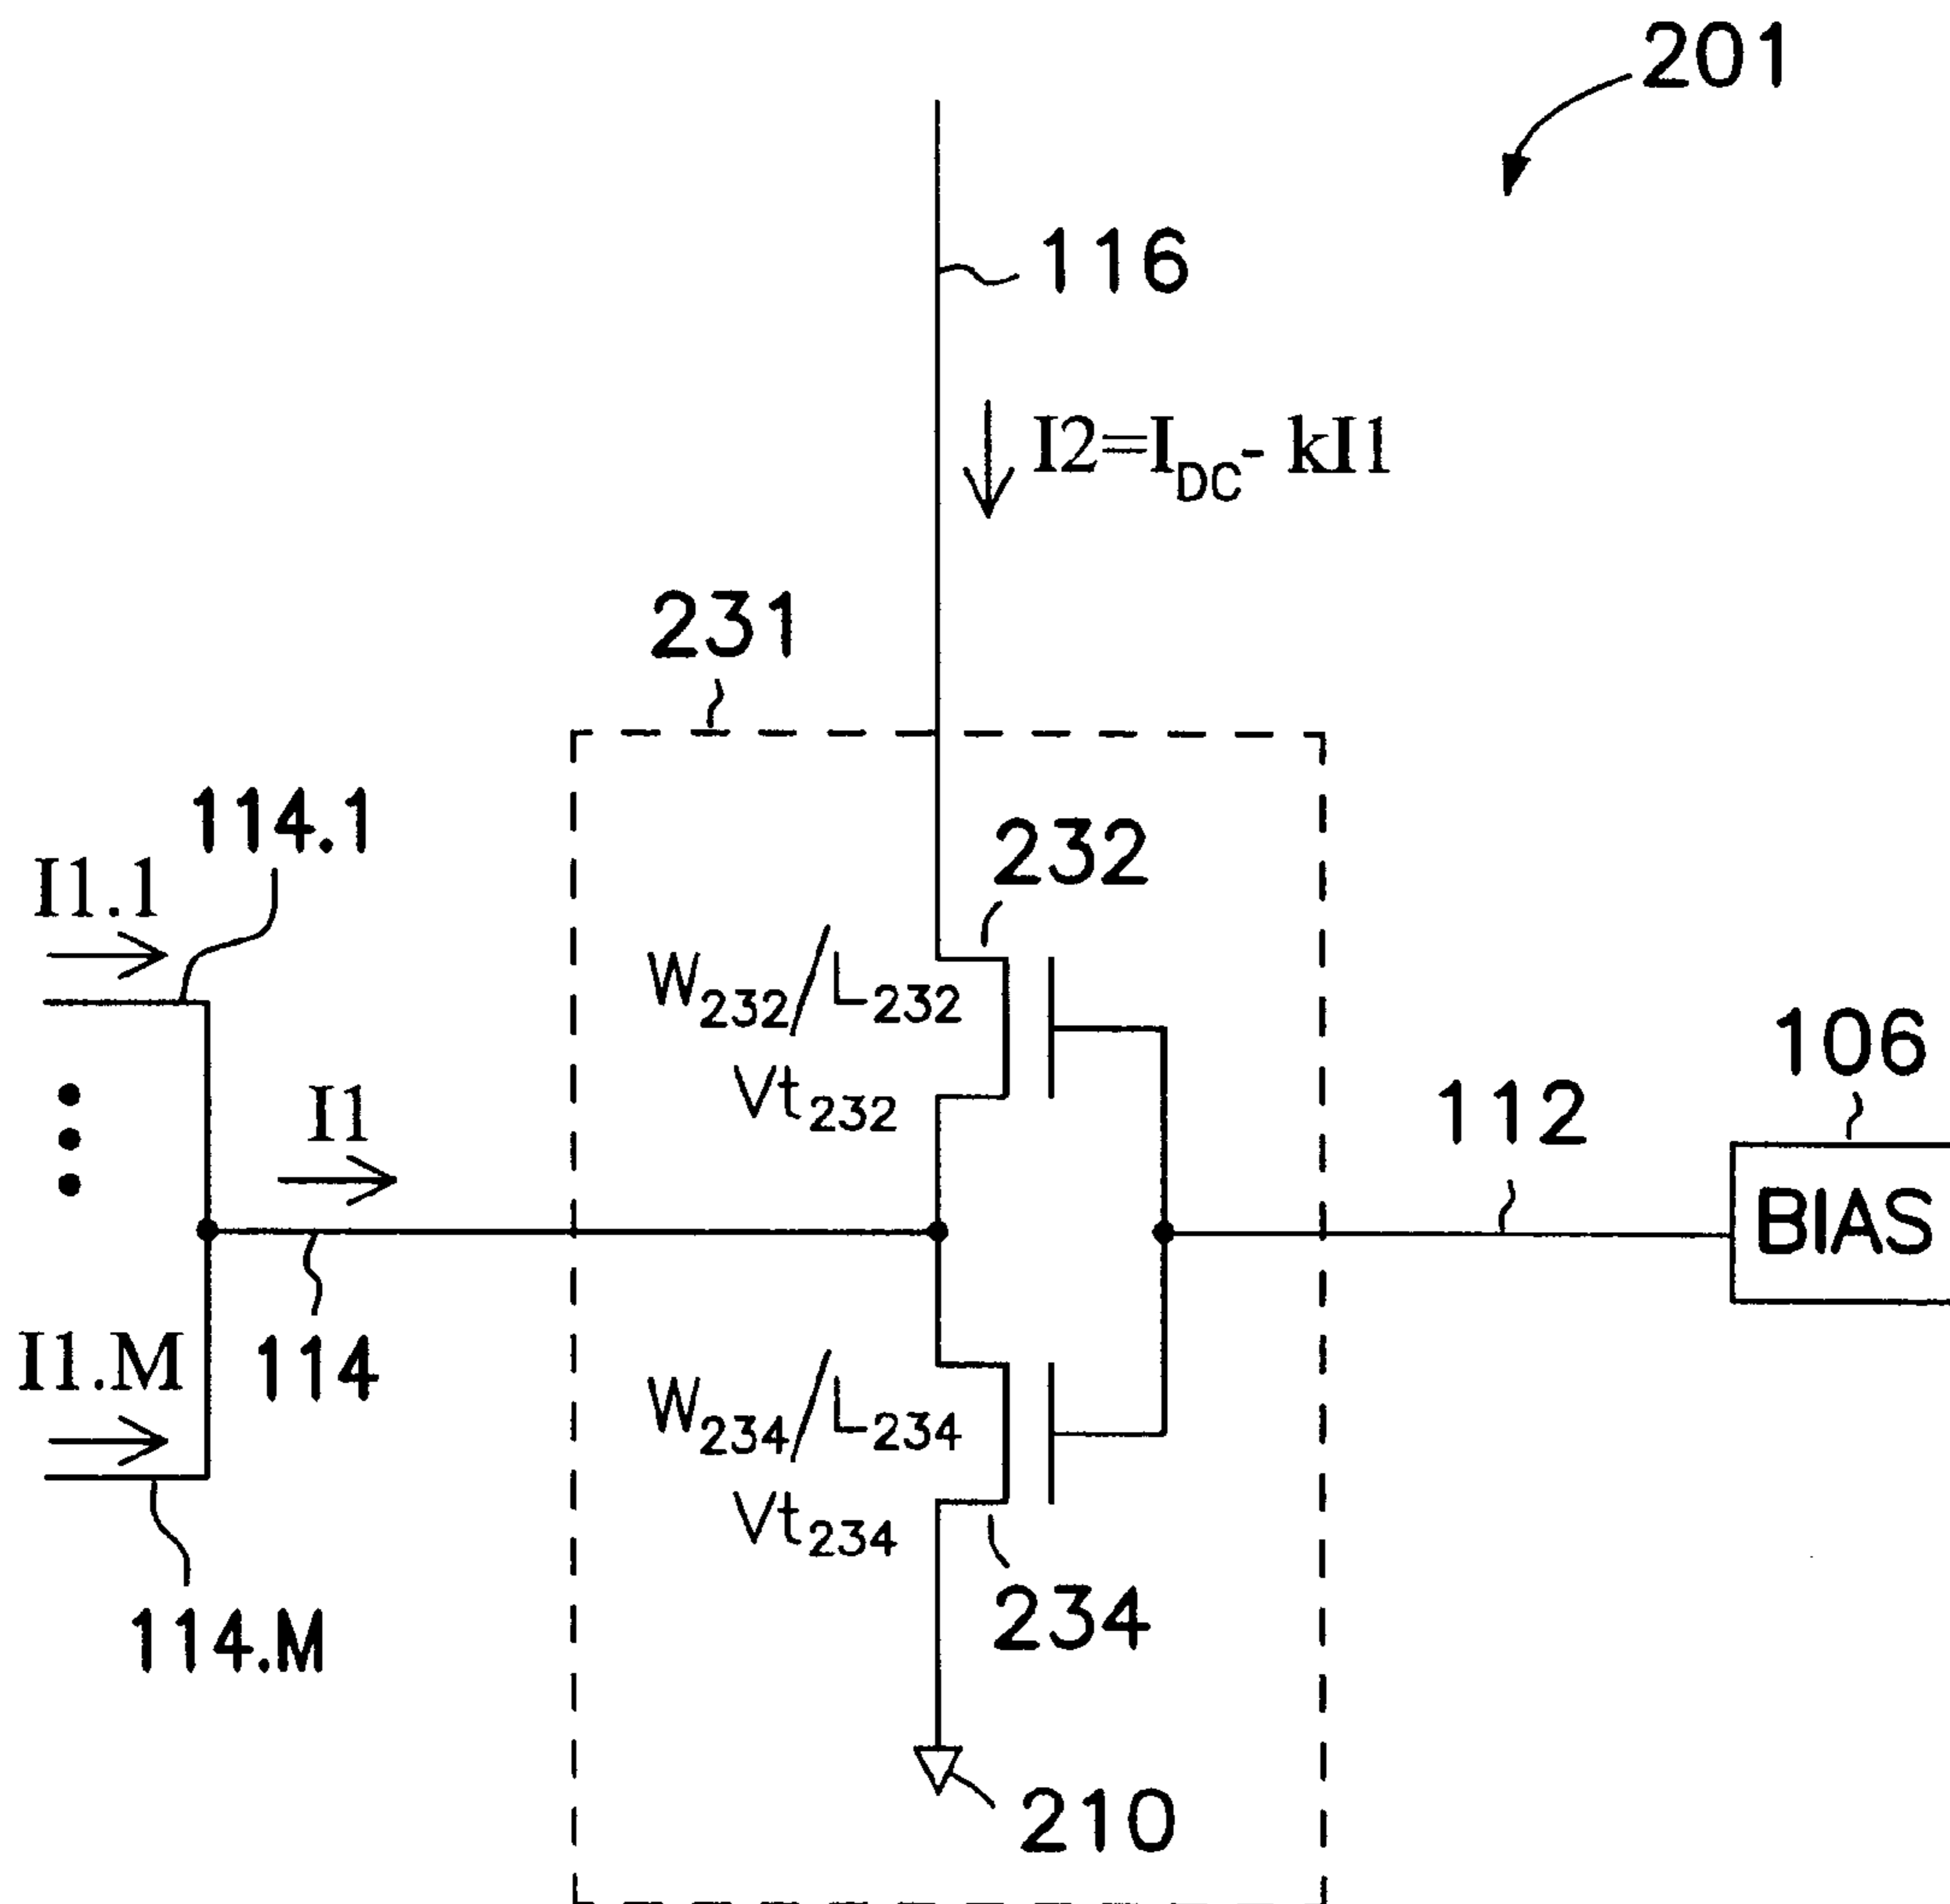 201
116
I2=I_DC- kI1
231
114.1
I1.1
232
W232/L232
Vt232
106
112
I1
BIAS
114
I1.M
W234/L234
Vt234
234
114.M
210